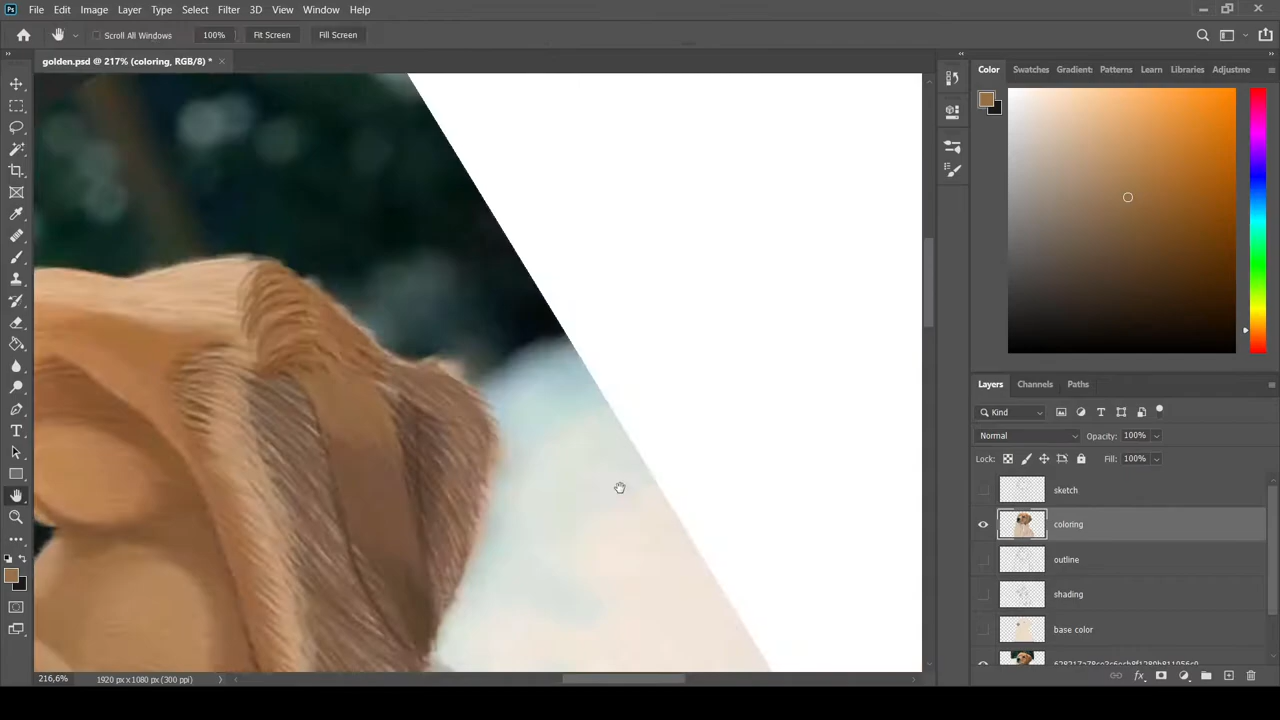 Ps File Edit Image Layer Type Select Filter 3D View Window Help
Scroll All Windows 100% Fit Screen Fill Screen
golden.psd @ 217% (coloring, RGB/8) *
Color Swatches Gradient: Patterns Learn Libraries Adjustme
Layers Channels Paths
Kind
Normal Opacity: 100%
Lock: Fill: 100%
sketch
coloring
outline
shading
base color
216,6% 1920 px x 1080 px (300 ppi)
fx